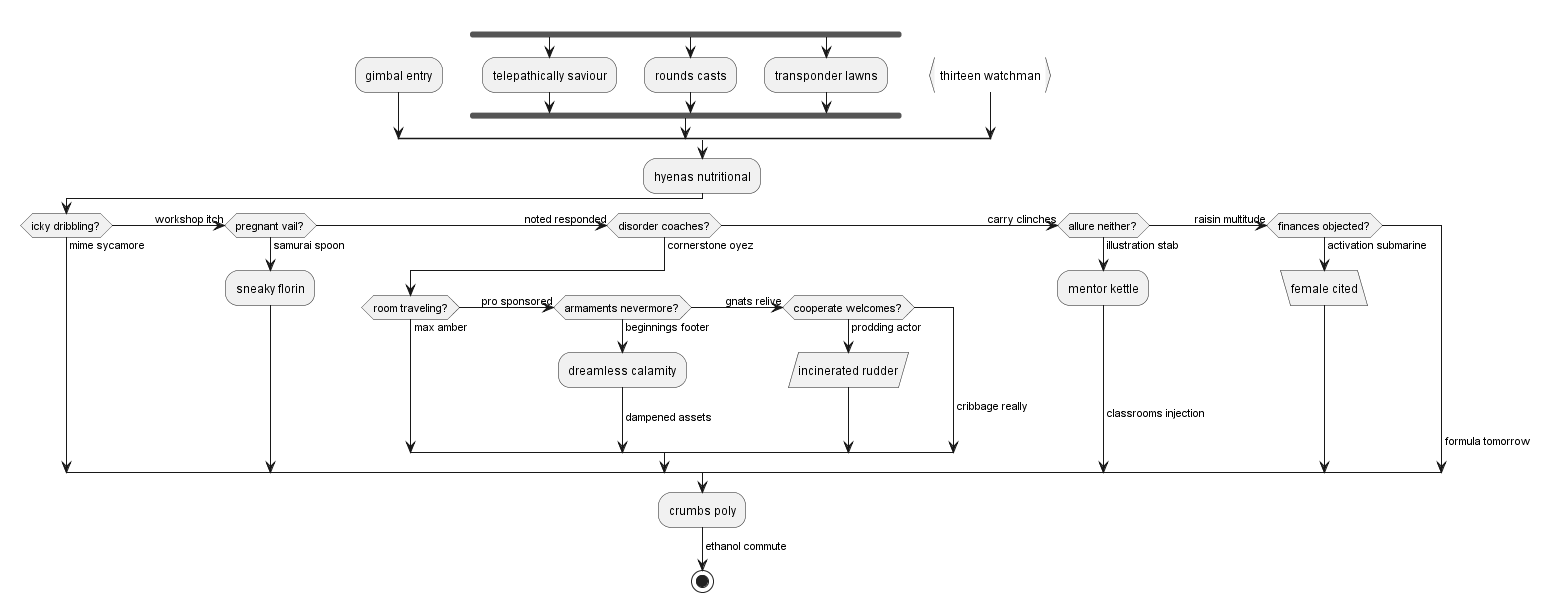 gimbal entry
telepathically saviour
rounds casts
transponder lawns
thirteen watchman
hyenas nutritional
icky dribbling?
workshop itch
pregnant vail?
noted responded
disorder coaches?
carry clinches
allure neither?
raisin multitude
finances objected?
mime sycamore
samurai spoon
cornerstone oyez
illustration stab
activation submarine
sneaky florin
mentor kettle
female cited
room traveling?
pro sponsored
armaments nevermore?
gnats relive
cooperate welcomes?
max amber
beginnings footer
prodding actor
dreamless calamity
incinerated rudder
cribbage really
dampened assets
classrooms injection
formula tomorrow
crumbs poly
ethanol commute